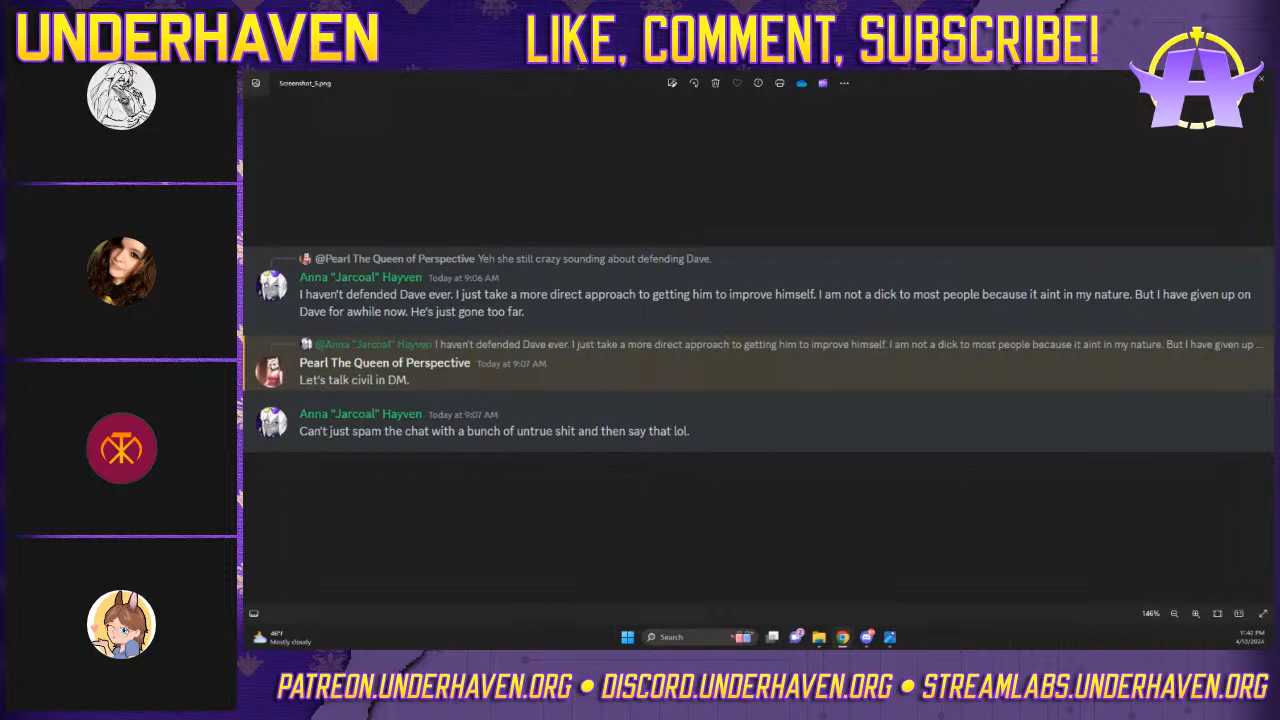 UNDERHAVEN
LIKE, COMMENT, SUBSCRIBE!
Screenshot_5.png
@Pearl The Queen of Perspective Yeh she still crazy sounding about defending Dave.
Anna "Jarcoal" Hayven Today at 9:06 AM
I haven't defended Dave ever. I just take a more direct approach to getting him to improve himself. I am not a dick to most people because it aint in my nature. But I have given up on
Dave for awhile now. He's just gone too far.
@Anna "Jarcoal" Hayven I haven't defended Dave ever. I just take a more direct approach to getting him to improve himself. I am not a dick to most people because it aint in my nature. But I have given up ...
Pearl The Queen of Perspective Today at 9:07 AM
Let's talk civil in DM.
Anna "Jarcoal" Hayven Today at 9:07 AM
Can't just spam the chat with a bunch of untrue shit and then say that lol.
146%
46°F
Mostly cloudy
Search
11:42 PM
4/13/2024
PATREON.UNDERHAVEN.ORG • DISCORD.UNDERHAVEN.ORG • STREAMLABS.UNDERHAVEN.ORG